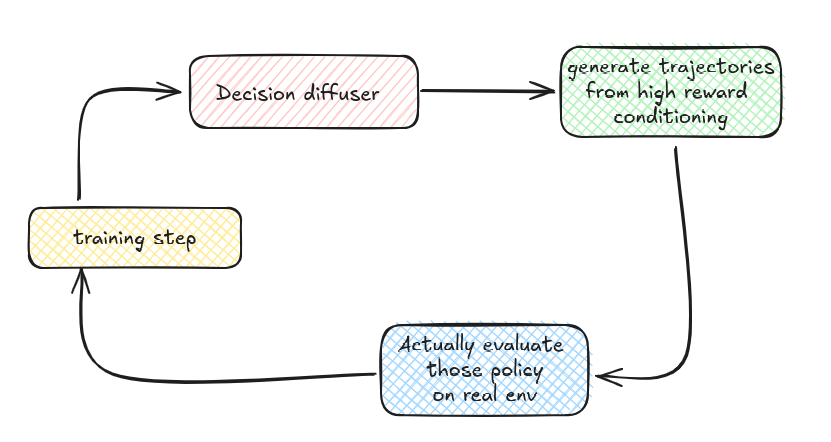 Decision diffuser
generate trajectories
from high reward
conditioning
training step
Actually evaluate
those policy
on real env